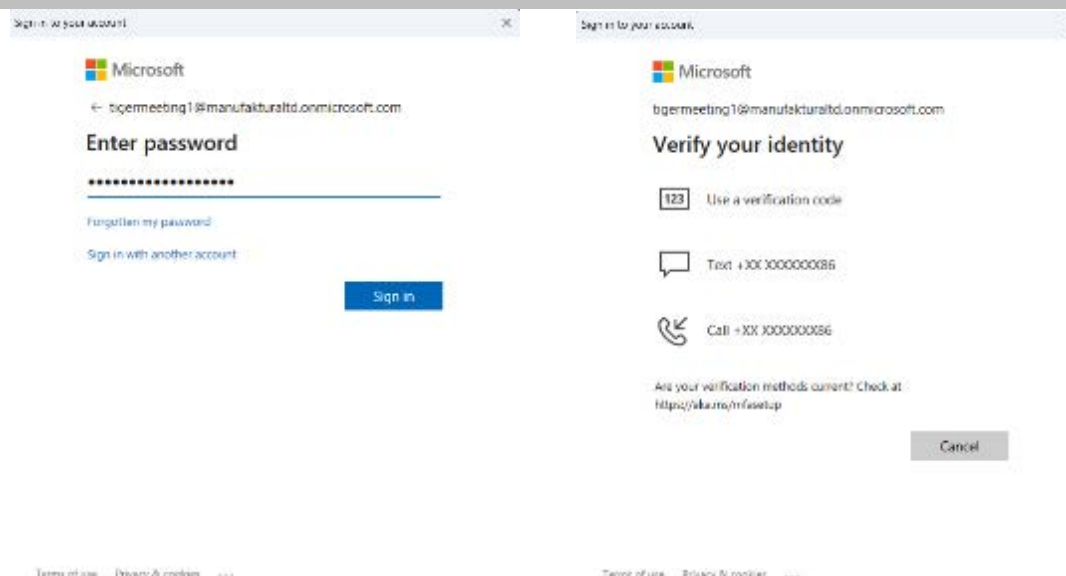 Sign in to your account
Microsoft
← tigermeeting1@manufakturaltd.onmicrosoft.com
Enter password
••••••••••••••••••
Forgotten my password
Sign in with another account
Sign in
Terms of use Privacy & cookies ...
Sign in to your account
Microsoft
tigermeeting1@manufakturaltd.onmicrosoft.com
Verify your identity
123 Use a verification code
Text +XX XXXXXXXX86
Call +XX XXXXXXXX86
Are your verification methods current? Check at
https://aka.ms/mfasetup
Cancel
Terms of use Privacy & cookies ...